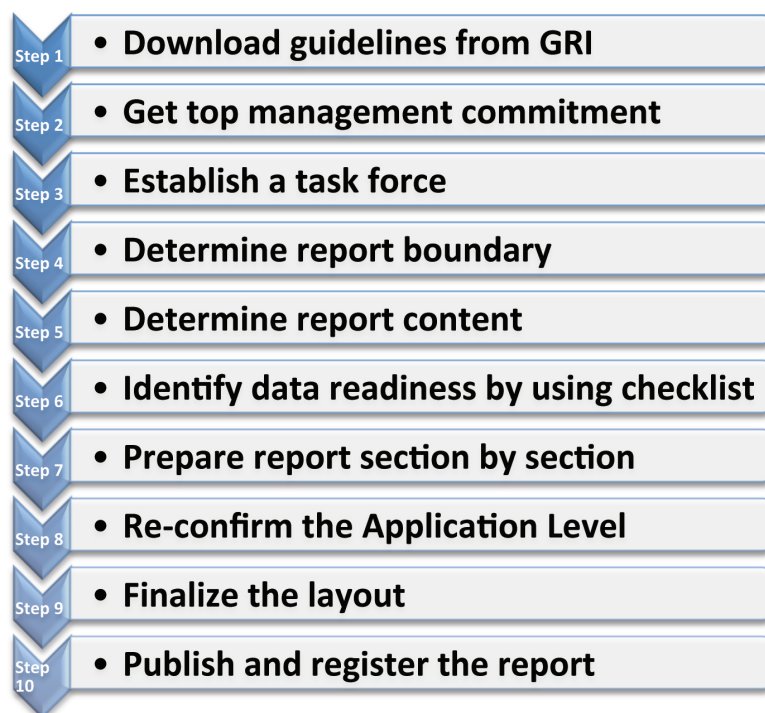 Step 1
• Download guidelines from GRI
Step 2
• Get top management commitment
Step 3
• Establish a task force
Step 4
• Determine report boundary
Step 5
• Determine report content
Step 6
• Identify data readiness by using checklist
Step 7
• Prepare report section by section
Step 8
• Re-confirm the Application Level
Step 9
• Finalize the layout
Step
10
• Publish and register the report